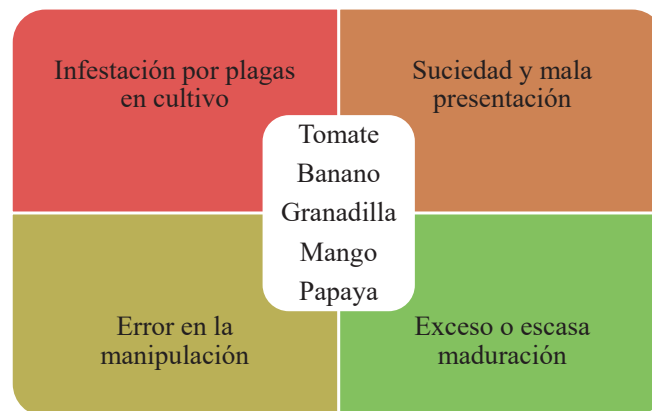 Infestación por plagas
en cultivo
Suciedad y mala
presentación
Tomate
Banano
Granadilla
Mango
Papaya
Error en la
manipulación
Exceso o escasa
maduración